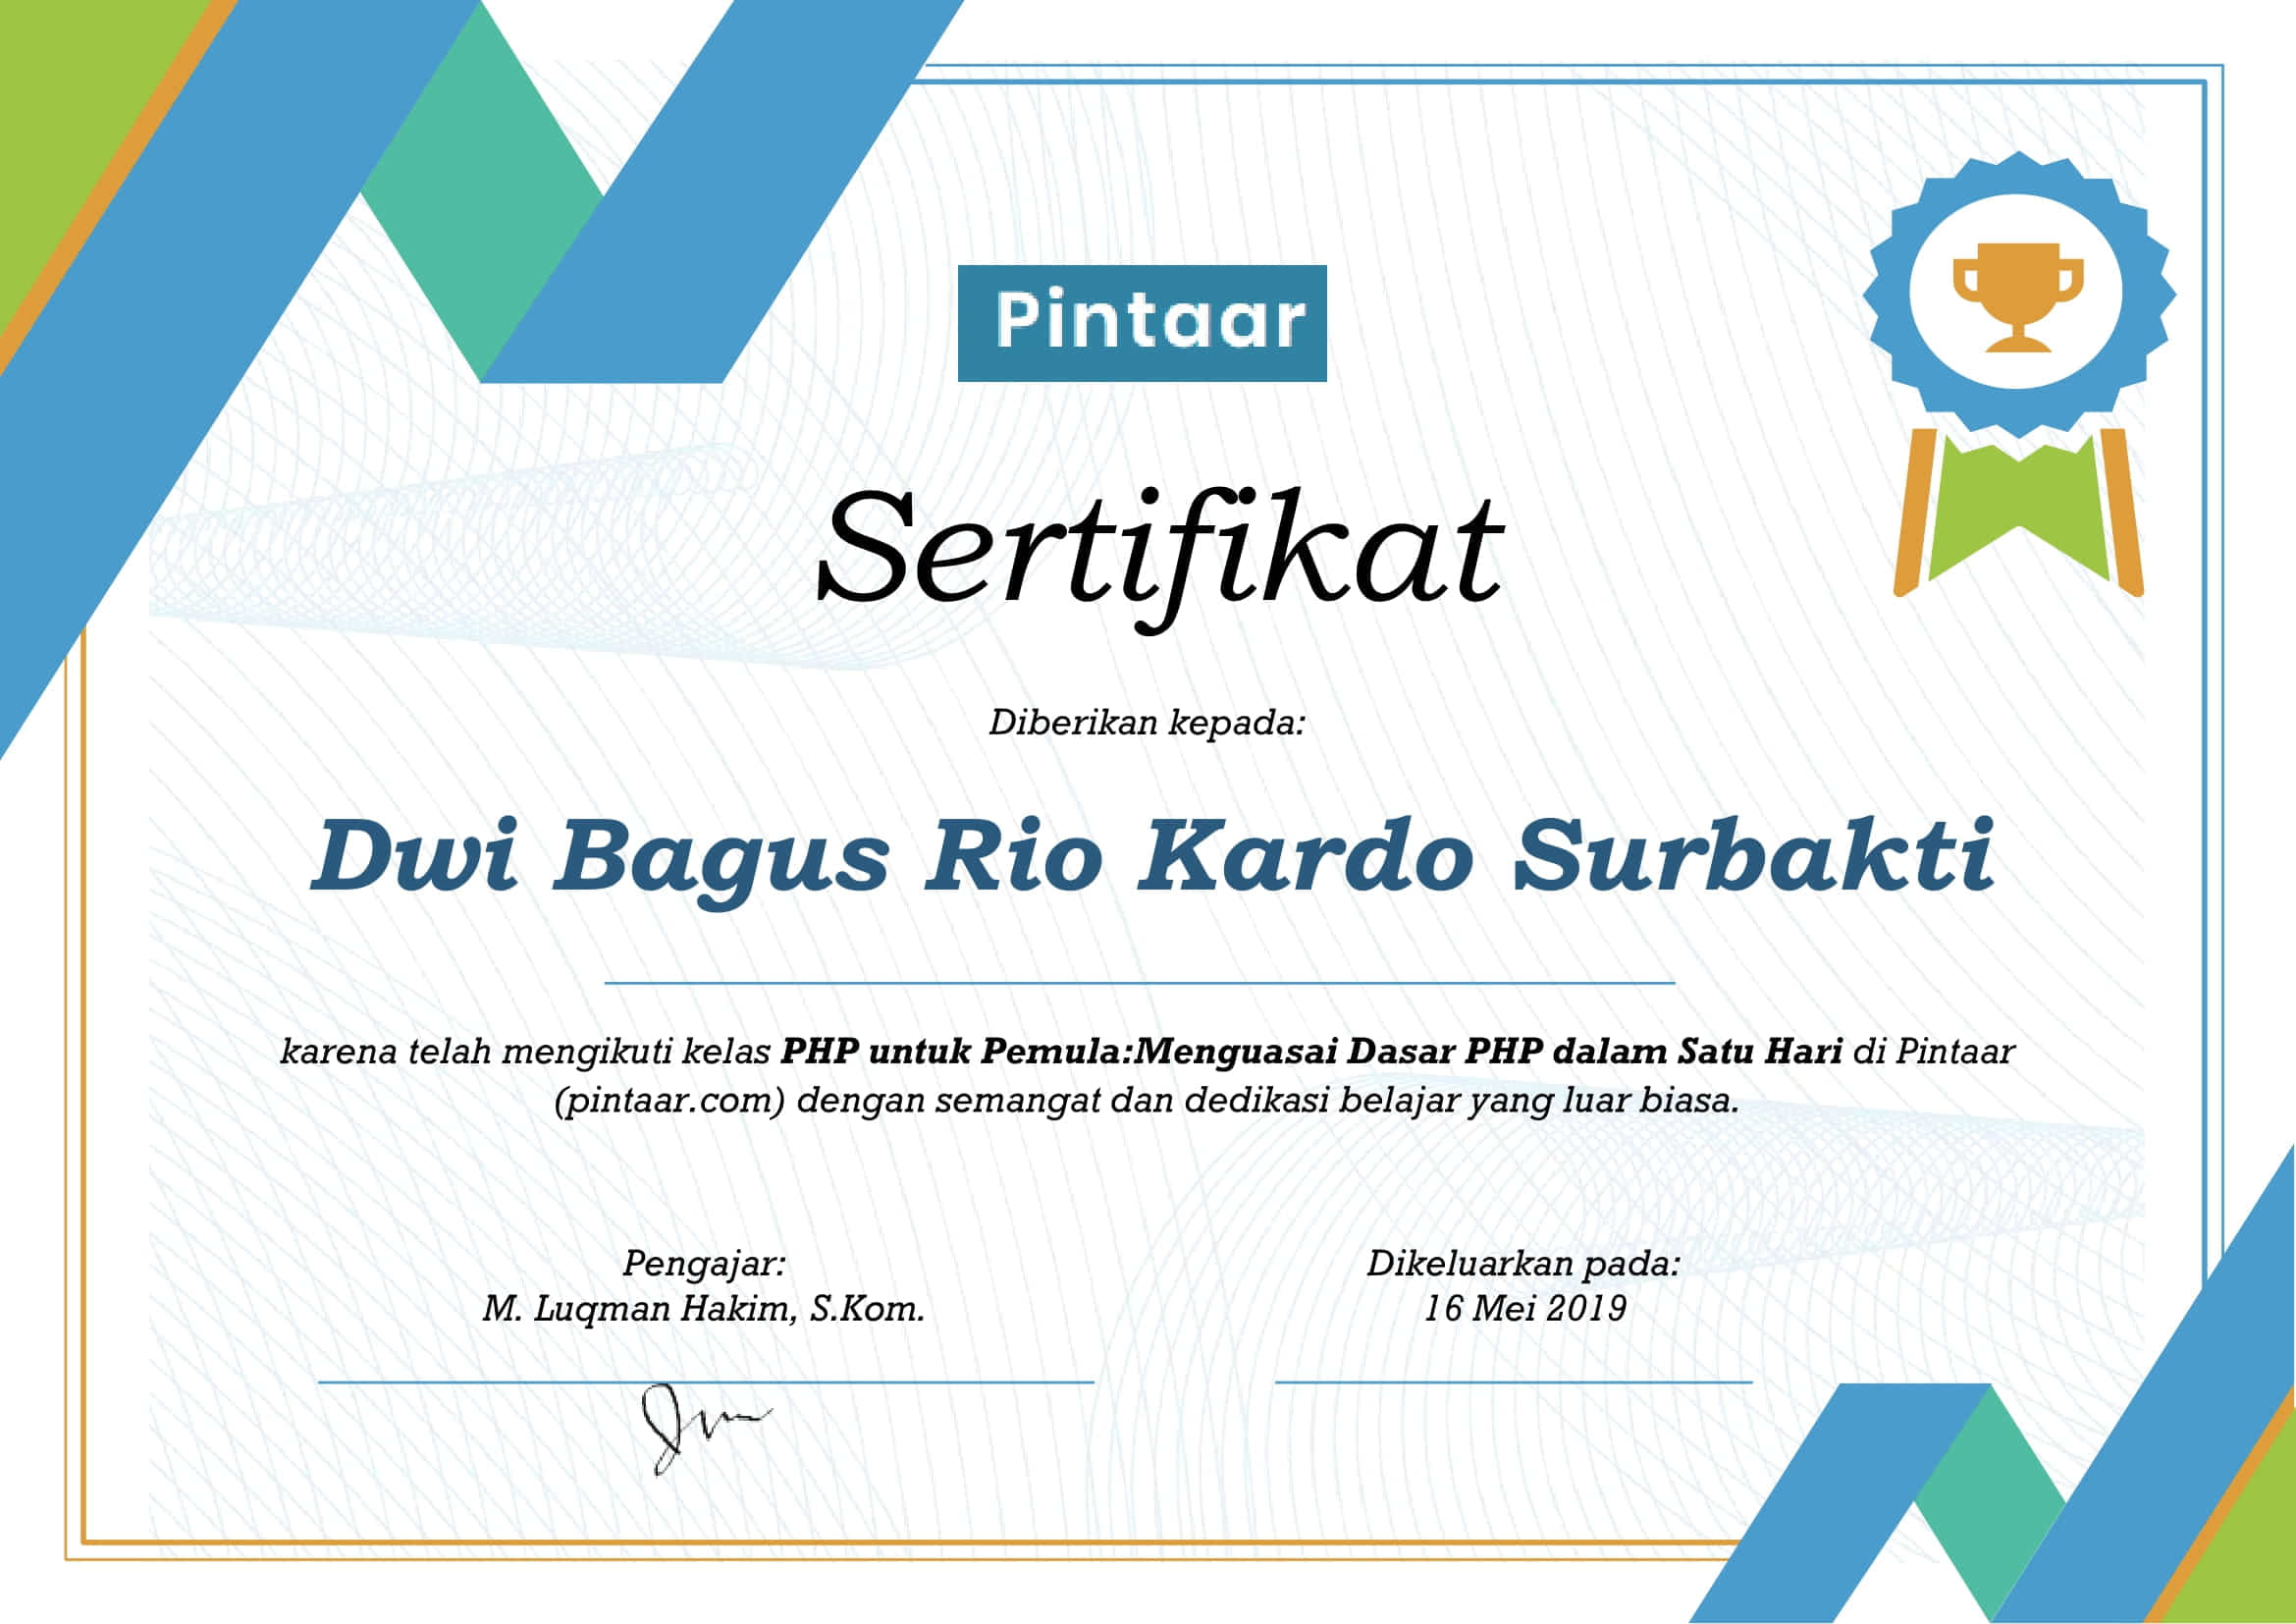 Pintaar
Sertifikat
Diberikan kepada:
Dwi Bagus Rio Kardo Surbakti
karena telah mengikuti kelas PHP untuk Pemula:Menguasai Dasar PHP dalam Satu Hari di Pintaar
(pintaar.com) dengan semangat dan dedikasi belajar yang luar biasa.
Pengajar:
M. Luqman Hakim, S.Kom.
Dikeluarkan pada:
16 Mei 2019